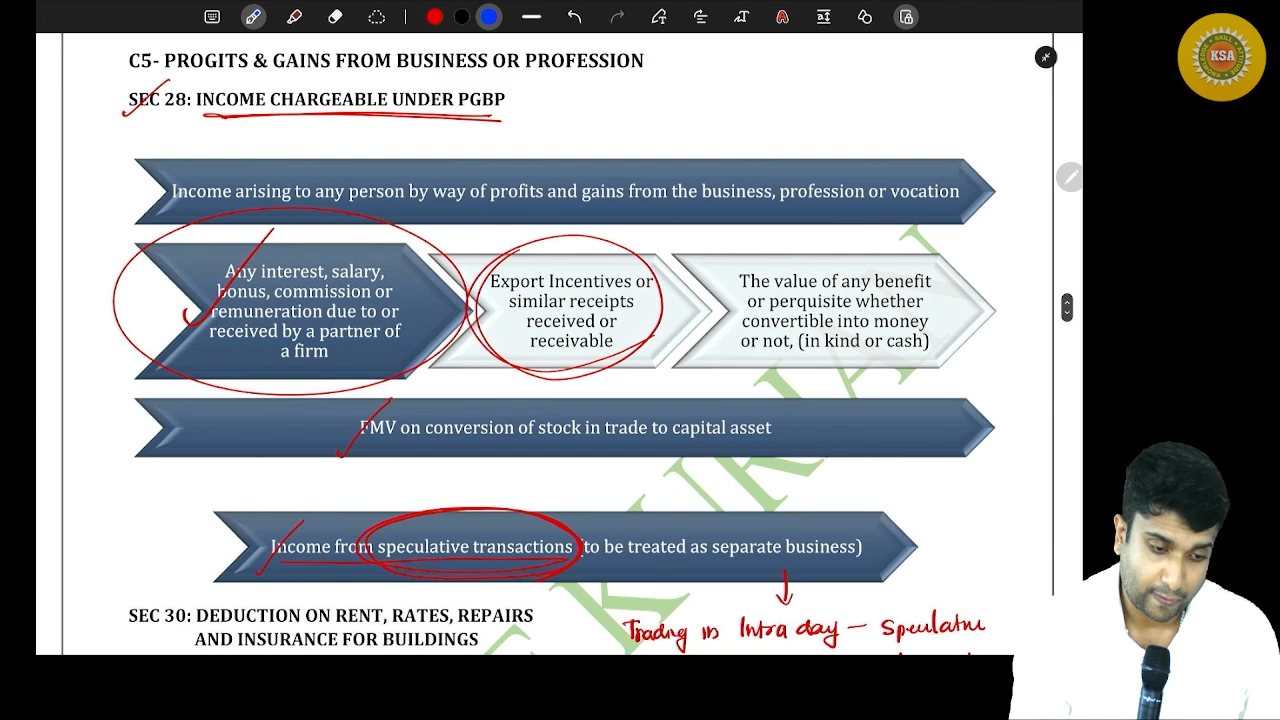 C5- PROGITS & GAINS FROM BUSINESS OR PROFESSION
SEC 28: INCOME CHARGEABLE UNDER PGBP
Income arising to any person by way of profits and gains from the business, profession or vocation
Any interest, salary,
bonus, commission or
remuneration due to or
received by a partner of
a firm
Export Incentives or
similar receipts
received or
receivable
The value of any benefit
or perquisite whether
convertible into money
or not, (in kind or cash)
FMV on conversion of stock in trade to capital asset
Income from speculative transactions (to be treated as separate business)
SEC 30: DEDUCTION ON RENT, RATES, REPAIRS
AND INSURANCE FOR BUILDINGS
Trading in Intra day –
KSA
KNOWLEDGE SKILL ATTITUDE